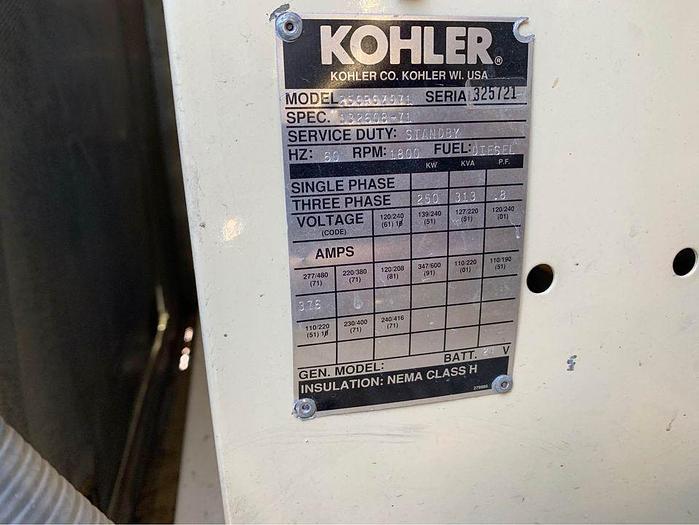 KOHLER®
KOHLER CO. KOHLER WI. USA
MODEL SERIAL 325721
SPEC.
SERVICE DUTY: STANDBY
HZ: 60 RPM: 1800 FUEL: DIESEL
KW KVA P.F.
SINGLE PHASE
THREE PHASE 250 313 .8
VOLTAGE (CODE) 120/240 (61) 1Ø 139/240 (51) 127/220 (51) 120/240 (01)
AMPS
277/480 (71) 220/380 (71) 120/208 (81) 347/600 (91) 110/220 (01) 110/190 (51)
376
110/220 (51) 1Ø 230/400 (71) 240/416 (71)
GEN. MODEL: BATT. V
INSULATION: NEMA CLASS H